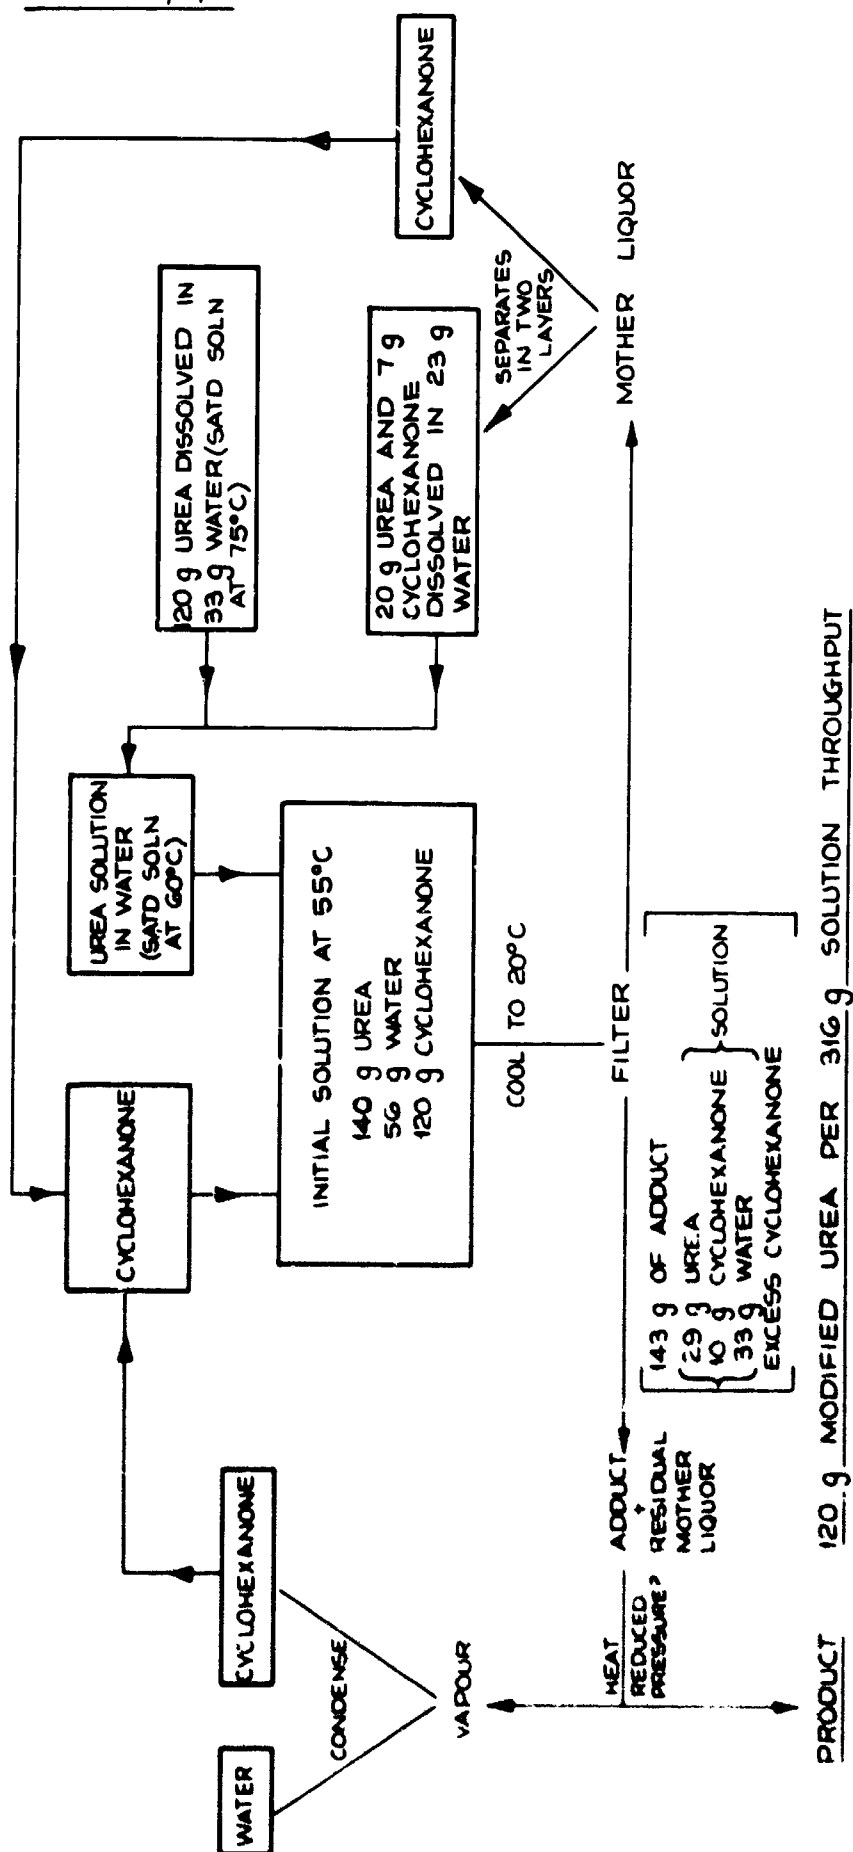 CYCLOHEXANONE
120 g UREA DISSOLVED IN
33 g WATER (SATD SOLN
AT 75°C)
20 g UREA AND 7 g
CYCLOHEXANONE
DISSOLVED IN 23 g
WATER
SEPARATES
IN TWO
LAYERS
MOTHER LIQUOR
UREA SOLUTION
IN WATER
(SATD SOLN
AT 60°C)
CYCLOHEXANONE
INITIAL SOLUTION AT 55°C
140 g UREA
56 g WATER
120 g CYCLOHEXANONE
COOL TO 20°C
FILTER
143 g OF ADDUCT
29 g UREA
10 g CYCLOHEXANONE
33 g WATER
SOLUTION
EXCESS CYCLOHEXANONE
WATER
CYCLOHEXANONE
CONDENSE
VAPOUR
HEAT
REDUCED
PRESSURE?
ADDUCT
+
RESIDUAL
MOTHER
LIQUOR
PRODUCT 120 g MODIFIED UREA PER 316 g SOLUTION THROUGHPUT